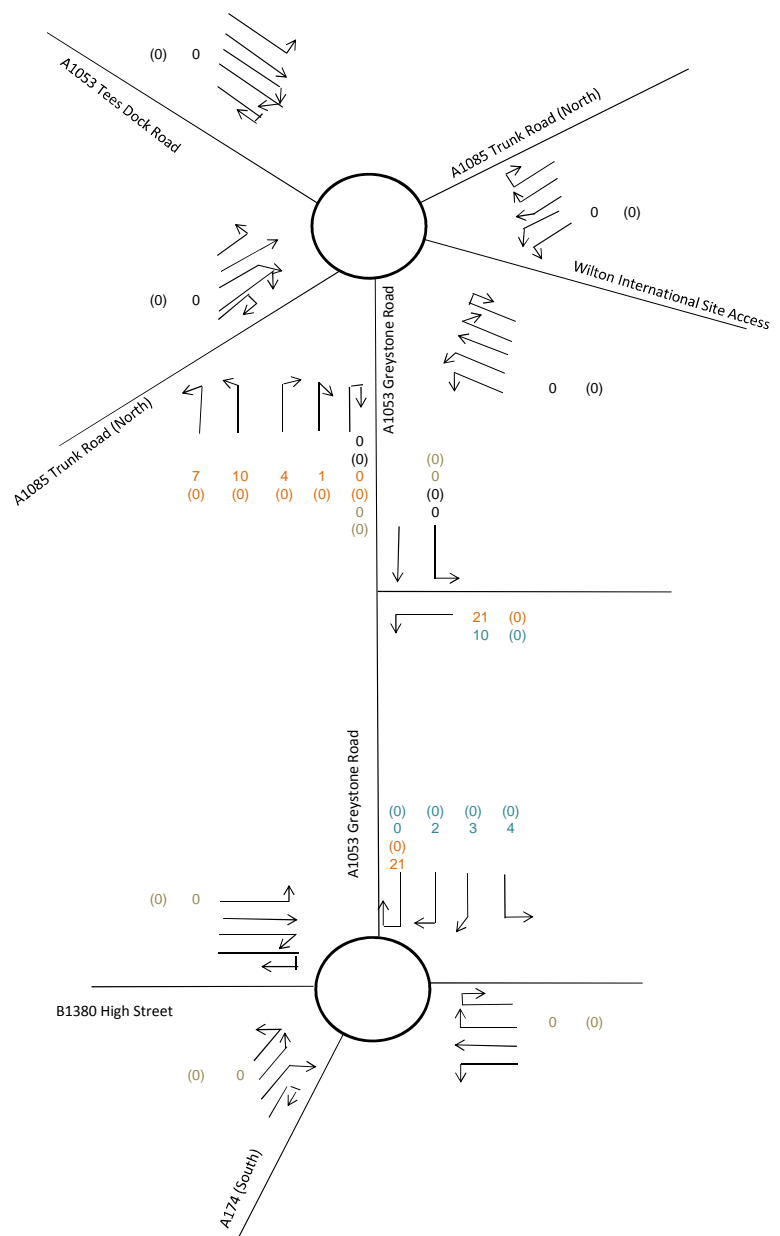 (0) 0
A1053 Tees Dock Road
A1085 Trunk Road (North)
0 (0)
Wilton International Site Access
(0) 0
A1053 Greystone Road
0 (0)
A1085 Trunk Road (North)
0
(0) (0)
7 10 4 1 0 0
(0) (0) (0) (0) (0) (0)
0 0
(0)
21 (0)
10 (0)
A1053 Greystone Road
(0) (0) (0) (0)
0 2 3 4
(0)
21
(0) 0
B1380 High Street
0 (0)
(0) 0
A174 (South)